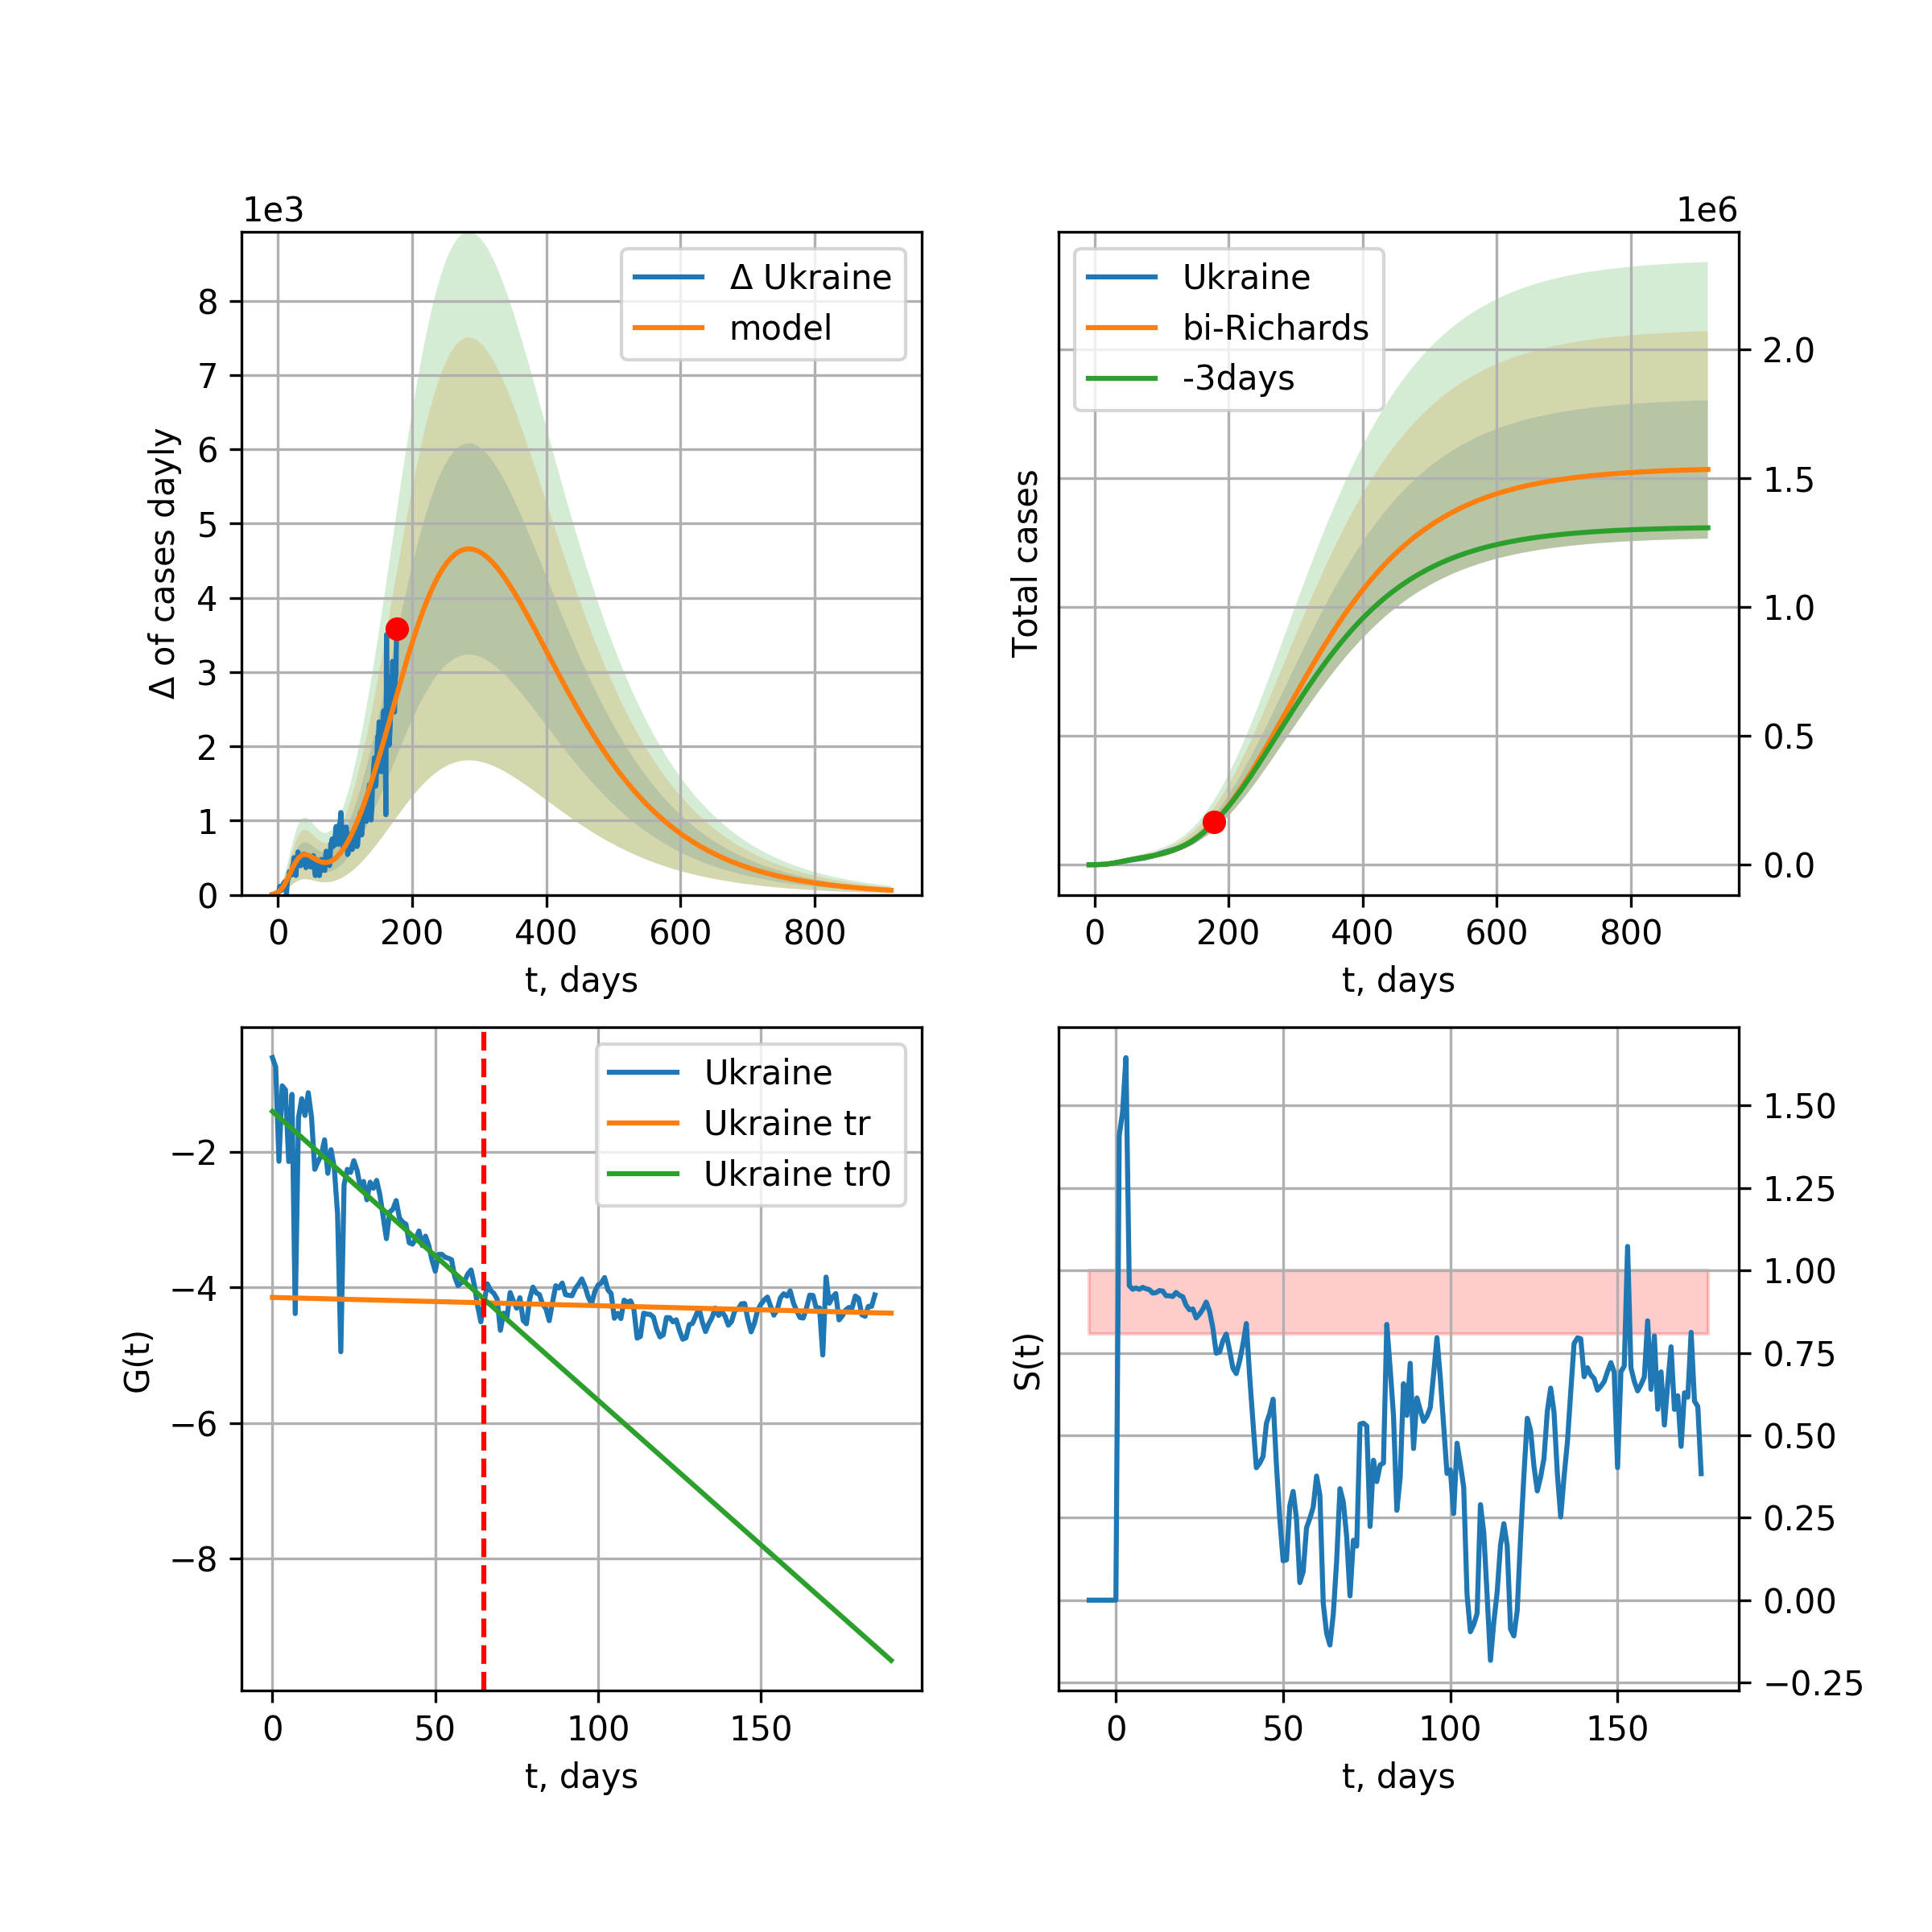 1e3
Δ of cases dayly
8
7
6
5
4
3
2
1
0
Δ Ukraine
model
0 200 400 600 800
t, days
1e6
Total cases
Ukraine
bi-Richards
-3days
2.0
1.5
1.0
0.5
0.0
0 200 400 600 800
t, days
G(t)
−2
−4
−6
−8
Ukraine
Ukraine tr
Ukraine tr0
0 50 100 150
t, days
S(t)
1.50
1.25
1.00
0.75
0.50
0.25
0.00
−0.25
0 50 100 150
t, days